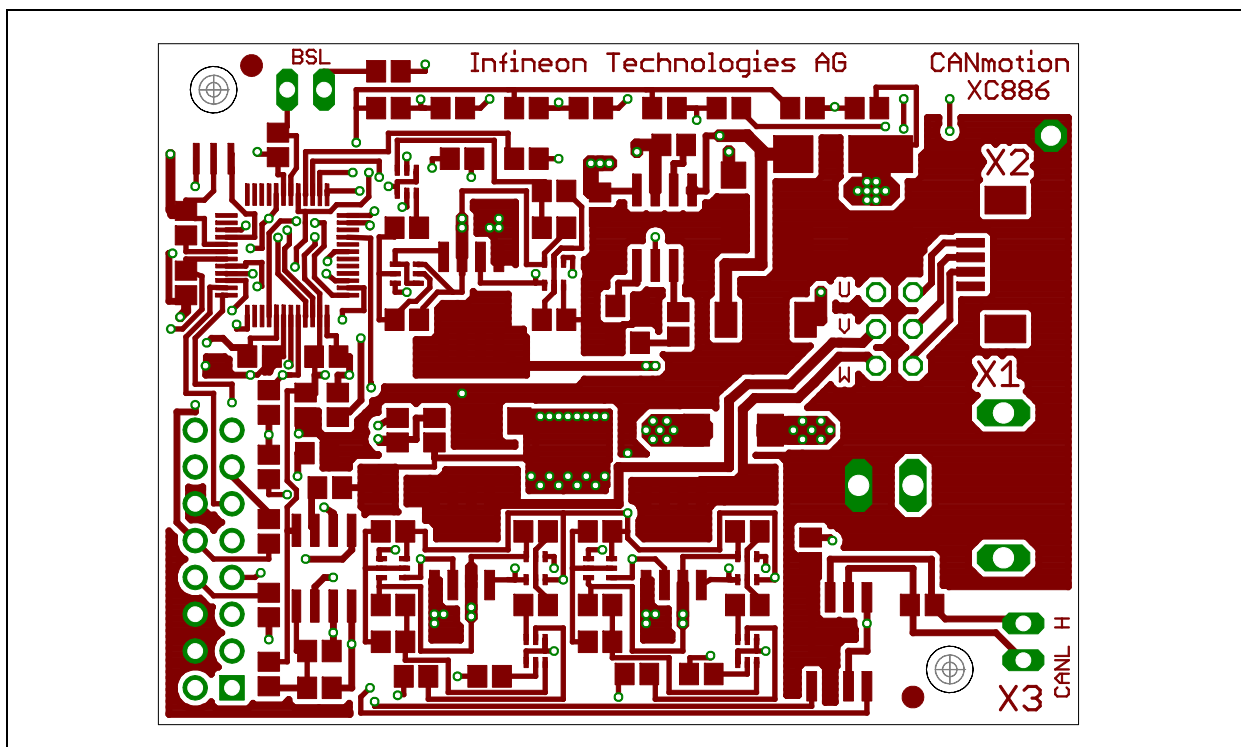 BSL
Infineon Technologies AG
CANmotion
XC886
X2
U
V
W
X1
H
CANL
X3